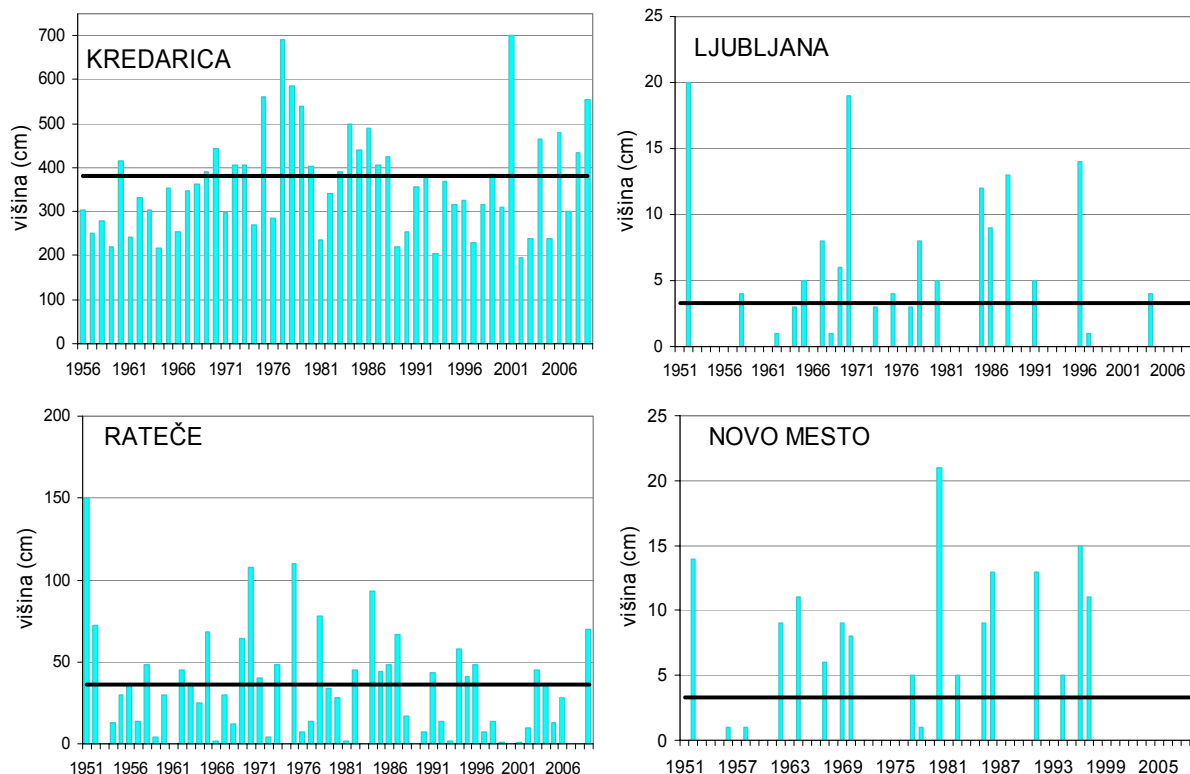 KREDARICA
višina (cm)
700
600
500
400
300
200
100
0
1956 1961 1966 1971 1976 1981 1986 1991 1996 2001 2006
LJUBLJANA
višina (cm)
25
20
15
10
5
0
1951 1956 1961 1966 1971 1976 1981 1986 1991 1996 2001 2006
RATEČE
višina (cm)
200
150
100
50
0
1951 1956 1961 1966 1971 1976 1981 1986 1991 1996 2001 2006
NOVO MESTO
višina (cm)
25
20
15
10
5
0
1951 1957 1963 1969 1975 1981 1987 1993 1999 2005